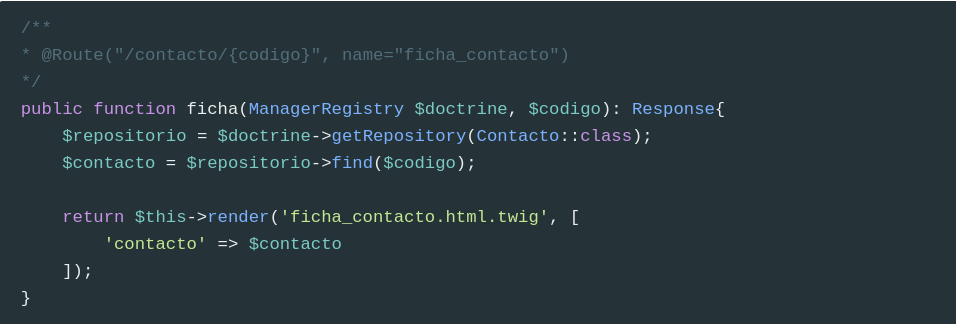 /**
* @Route("/contacto/{codigo}", name="ficha_contacto")
*/
public function ficha(ManagerRegistry $doctrine, $codigo): Response{
    $repositorio = $doctrine->getRepository(Contacto::class);
    $contacto = $repositorio->find($codigo);

    return $this->render('ficha_contacto.html.twig', [
        'contacto' => $contacto
    ]);
}